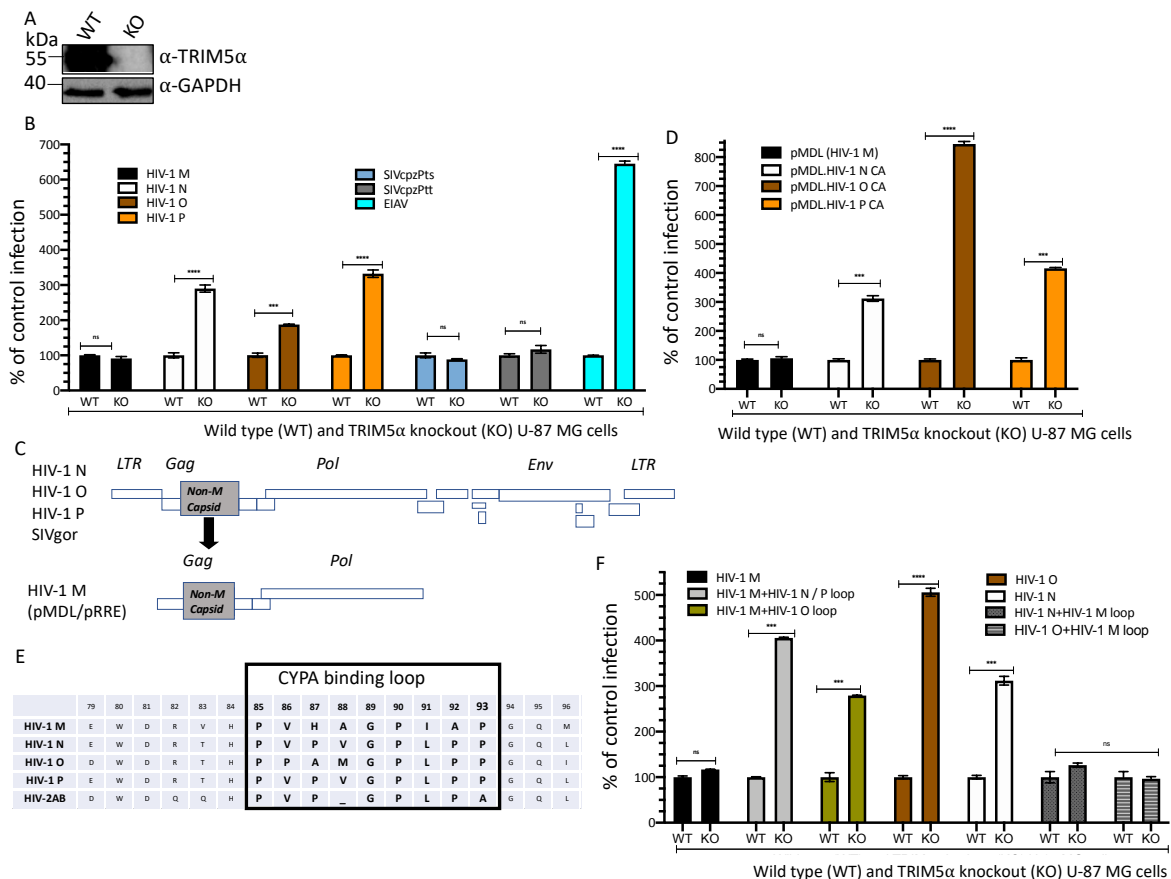 A
WT KO
kDa
55
α-TRIM5α
40
α-GAPDH
B
% of control infection
700
600
500
400
300
200
100
0
HIV-1 M
HIV-1 N
HIV-1 O
HIV-1 P
SIVcpzPts
SIVcpzPtt
EIAV
ns
****
***
****
ns
ns
****
WT KO WT KO WT KO WT KO WT KO WT KO WT KO
Wild type (WT) and TRIM5α knockout (KO) U-87 MG cells
D
% of control infection
800
700
600
500
400
300
200
100
0
pMDL (HIV-1 M)
pMDL.HIV-1 N CA
pMDL.HIV-1 O CA
pMDL.HIV-1 P CA
ns
***
****
***
WT KO WT KO WT KO WT KO
Wild type (WT) and TRIM5α knockout (KO) U-87 MG cells
C
HIV-1 N
HIV-1 O
HIV-1 P
SIVgor
LTR Gag Pol Env LTR
Non-M
Capsid
Gag Pol
HIV-1 M
(pMDL/pRRE)
Non-M
Capsid
E
CYPA binding loop
79 80 81 82 83 84 85 86 87 88 89 90 91 92 93 94 95 96
HIV-1 M E W D R V H P V H A G P I A P G Q M
HIV-1 N E W D R T H P V P V G P L P P G Q L
HIV-1 O D W D R T H P P A M G P L P P G Q I
HIV-1 P E W D R T H P V P V G P L P P G Q L
HIV-2AB D W D Q Q H P V P _ G P L P A G Q L
F
% of control infection
500
400
300
200
100
0
HIV-1 M
HIV-1 M+HIV-1 N / P loop
HIV-1 M+HIV-1 O loop
HIV-1 O
HIV-1 N
HIV-1 N+HIV-1 M loop
HIV-1 O+HIV-1 M loop
ns
***
***
****
***
ns
WT KO WT KO WT KO WT KO WT KO WT KO WT KO
Wild type (WT) and TRIM5α knockout (KO) U-87 MG cells